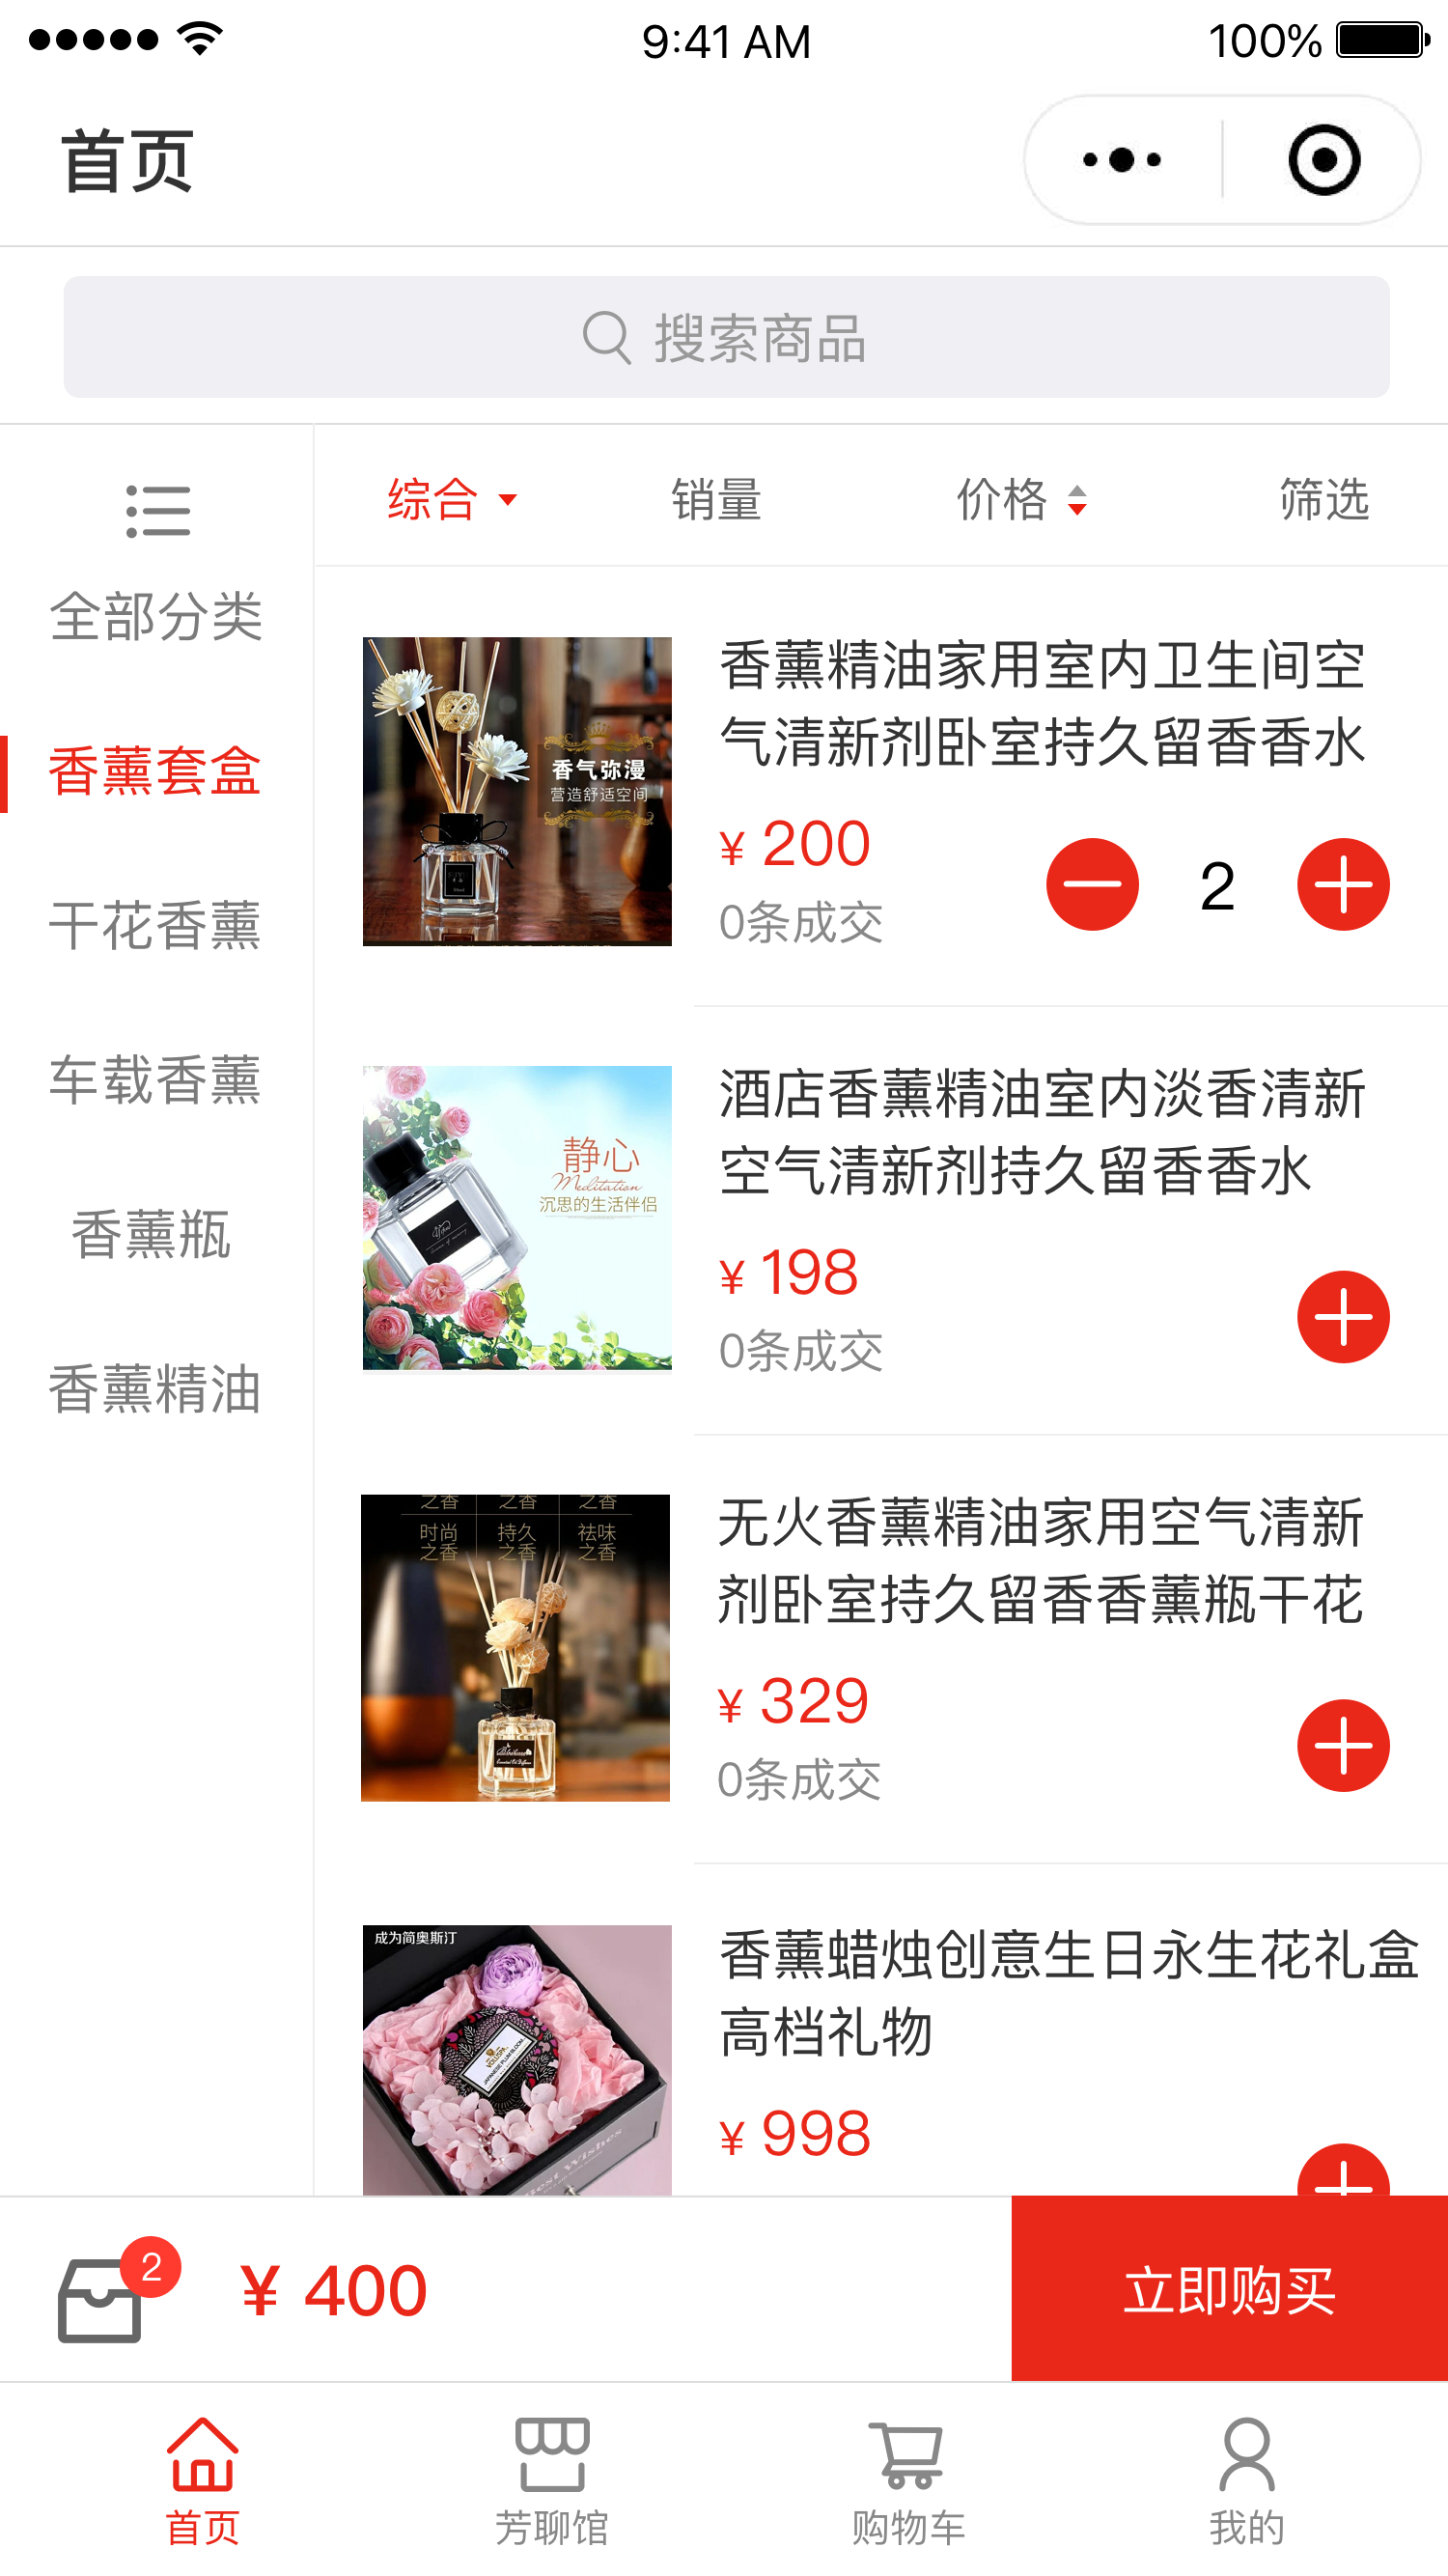 9:41 AM
100%
首页
搜索商品
综合
销量
价格
筛选
全部分类
香薰套盒
干花香薰
车载香薰
香薰瓶
香薰精油
香气弥漫
营造舒适空间
香薰精油家用室内卫生间空
气清新剂卧室持久留香香水
¥ 200
0条成交
2
静心
Meditation
沉思的生活伴侣
酒店香薰精油室内淡香清新
空气清新剂持久留香香水
¥ 198
0条成交
之香 之香 之香
时尚 持久 祛味
之香 之香 之香
无火香薰精油家用空气清新
剂卧室持久留香香薰瓶干花
¥ 329
0条成交
成为简奥斯汀
VOLUSPA
JAPANESE PLUM BLOOM
Best Wishes
香薰蜡烛创意生日永生花礼盒
高档礼物
¥ 998
2
¥ 400
立即购买
首页
芳聊馆
购物车
我的